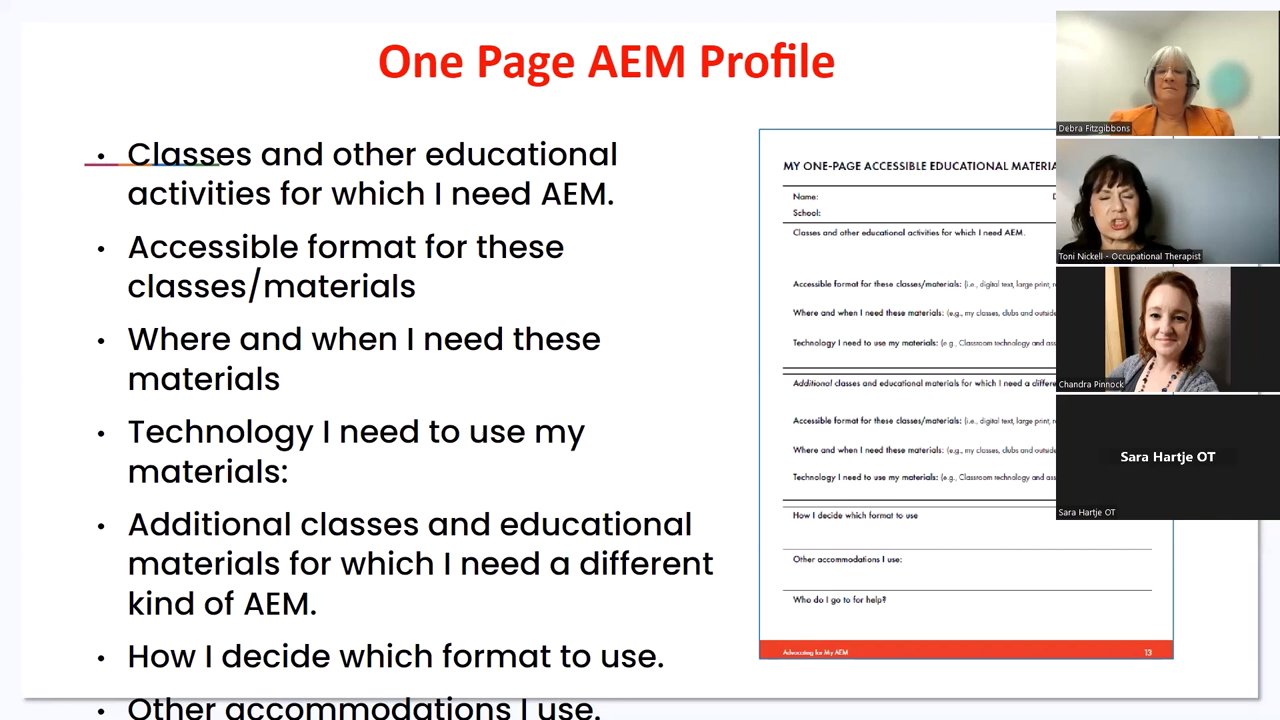 One Page AEM Profile
• Classes and other educational
activities for which I need AEM.
• Accessible format for these
classes/materials
• Where and when I need these
materials
• Technology I need to use my
materials:
• Additional classes and educational
materials for which I need a different
kind of AEM.
• How I decide which format to use.
• Other accommodations I use.
MY ONE-PAGE ACCESSIBLE EDUCATIONAL
Name:
School:
Classes and other educational activities for which I need AEM.
Accessible format for these classes/materials: (i.e., digital text, large print,
Where and when I need these materials: (e.g., my classes, clubs and
Technology I need to use my materials: (e.g., Classroom technology and
Additional classes and educational materials for which I need a
Accessible format for these classes/materials: (i.e., digital text, large print,
Where and when I need these materials: (e.g., my classes, clubs and
Technology I need to use my materials: (e.g., Classroom technology and
How I decide which format to use
Other accommodations I use:
Who do I go to for help?
Advocating for My AEM 13
Debra Fitzgibbons
Toni Nickell - Occupational Therapist
Chandra Pinnock
Sara Hartje OT
Sara Hartje OT